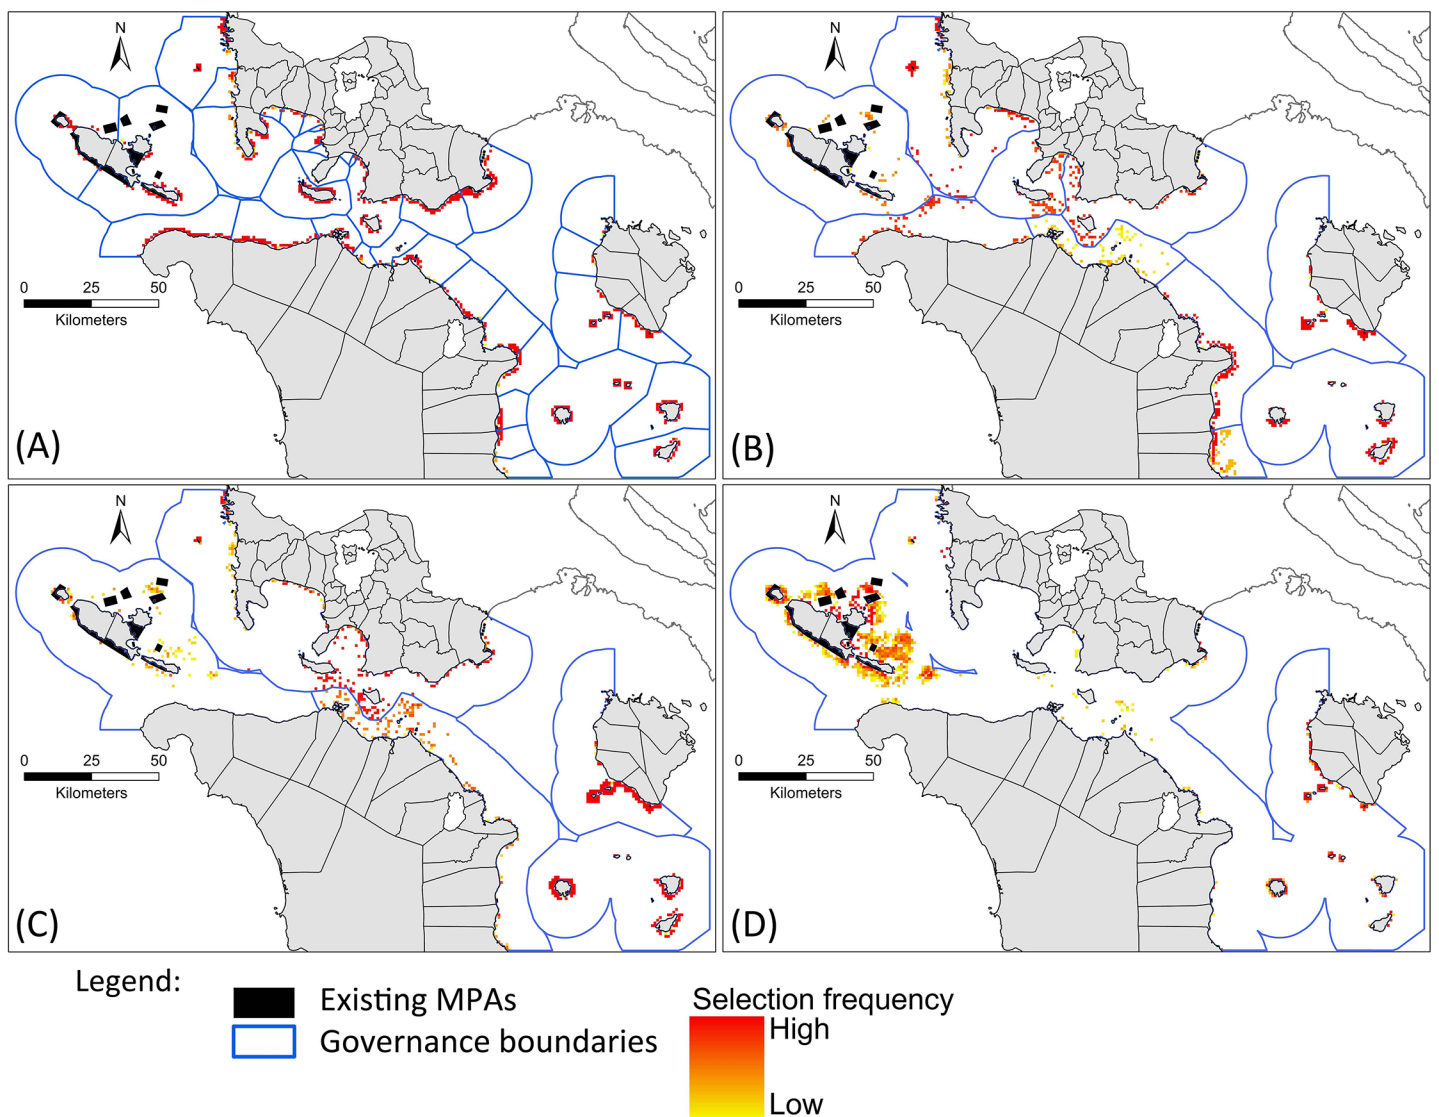 N
0 25 50
Kilometers
(A)
N
0 25 50
Kilometers
(B)
N
0 25 50
Kilometers
(C)
N
0 25 50
Kilometers
(D)
Legend:
Existing MPAs
Governance boundaries
Selection frequency
High
Low